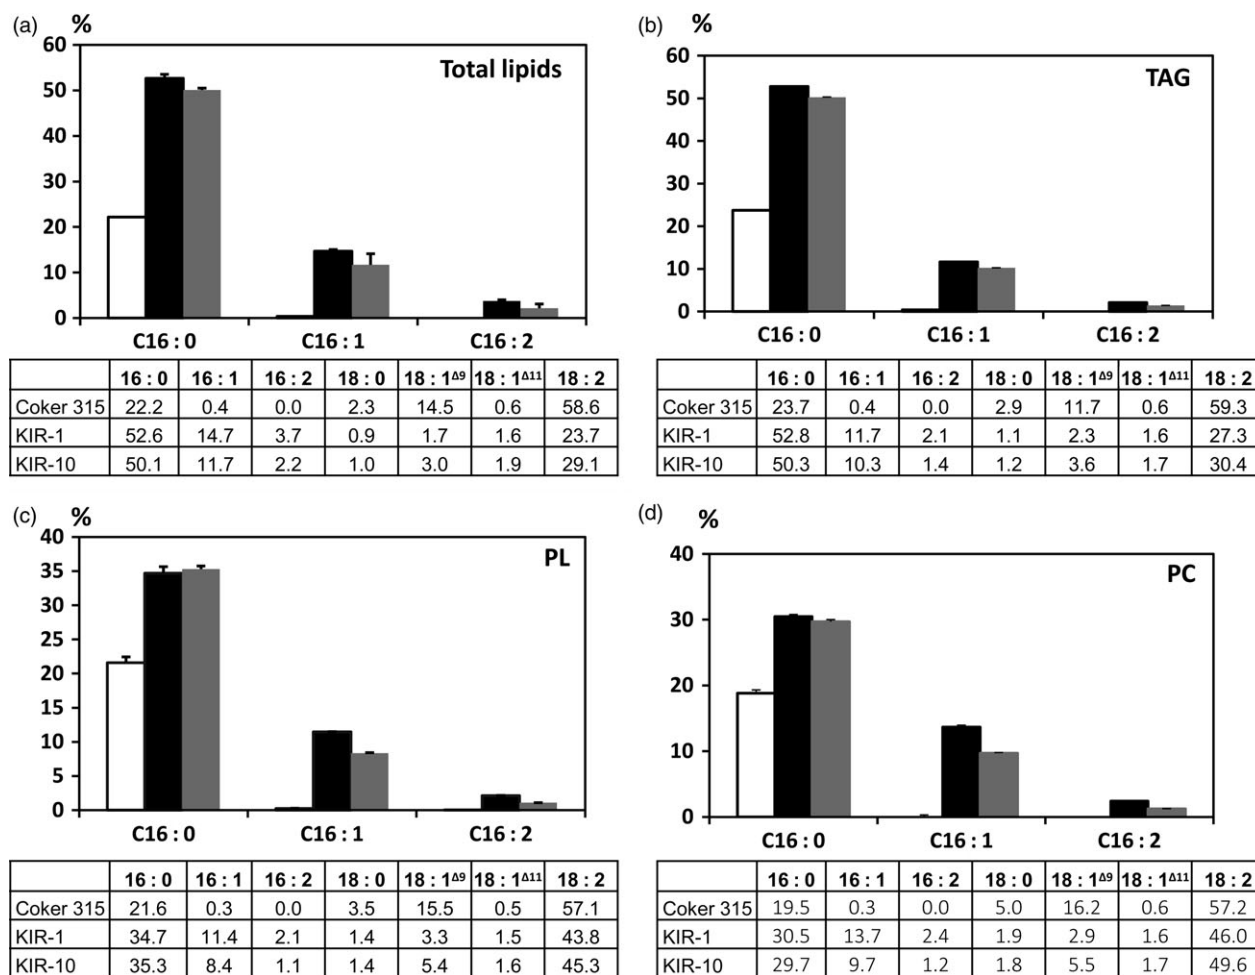 (a) %
Total lipids
60
50
40
30
20
10
0
C16 : 0 C16 : 1 C16 : 2
16 : 0 16 : 1 16 : 2 18 : 0 18 : 1Δ9 18 : 1Δ11 18 : 2
Coker 315 22.2 0.4 0.0 2.3 14.5 0.6 58.6
KIR-1 52.6 14.7 3.7 0.9 1.7 1.6 23.7
KIR-10 50.1 11.7 2.2 1.0 3.0 1.9 29.1
(b) %
TAG
60
50
40
30
20
10
0
C16 : 0 C16 : 1 C16 : 2
16 : 0 16 : 1 16 : 2 18 : 0 18 : 1Δ9 18 : 1Δ11 18 : 2
Coker 315 23.7 0.4 0.0 2.9 11.7 0.6 59.3
KIR-1 52.8 11.7 2.1 1.1 2.3 1.6 27.3
KIR-10 50.3 10.3 1.4 1.2 3.6 1.7 30.4
(c) %
PL
40
35
30
25
20
15
10
5
0
C16 : 0 C16 : 1 C16 : 2
16 : 0 16 : 1 16 : 2 18 : 0 18 : 1Δ9 18 : 1Δ11 18 : 2
Coker 315 21.6 0.3 0.0 3.5 15.5 0.5 57.1
KIR-1 34.7 11.4 2.1 1.4 3.3 1.5 43.8
KIR-10 35.3 8.4 1.1 1.4 5.4 1.6 45.3
(d) %
PC
40
30
20
10
0
C16 : 0 C16 : 1 C16 : 2
16 : 0 16 : 1 16 : 2 18 : 0 18 : 1Δ9 18 : 1Δ11 18 : 2
Coker 315 19.5 0.3 0.0 5.0 16.2 0.6 57.2
KIR-1 30.5 13.7 2.4 1.9 2.9 1.6 46.0
KIR-10 29.7 9.7 1.2 1.8 5.5 1.7 49.6